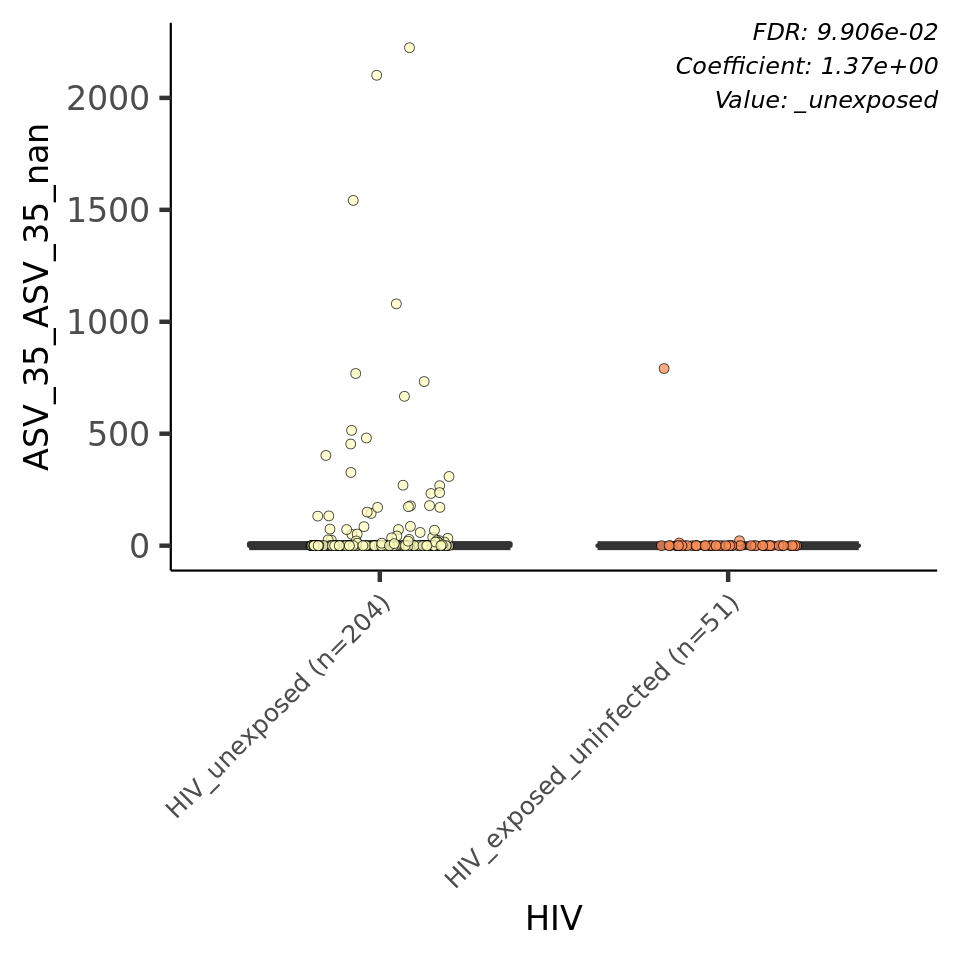 FDR: 9.906e-02
Coefficient: 1.37e+00
Value: _unexposed
ASV_35_ASV_35_nan
2000
1500
1000
500
0
HIV_unexposed (n=204)
HIV_exposed_uninfected (n=51)
HIV